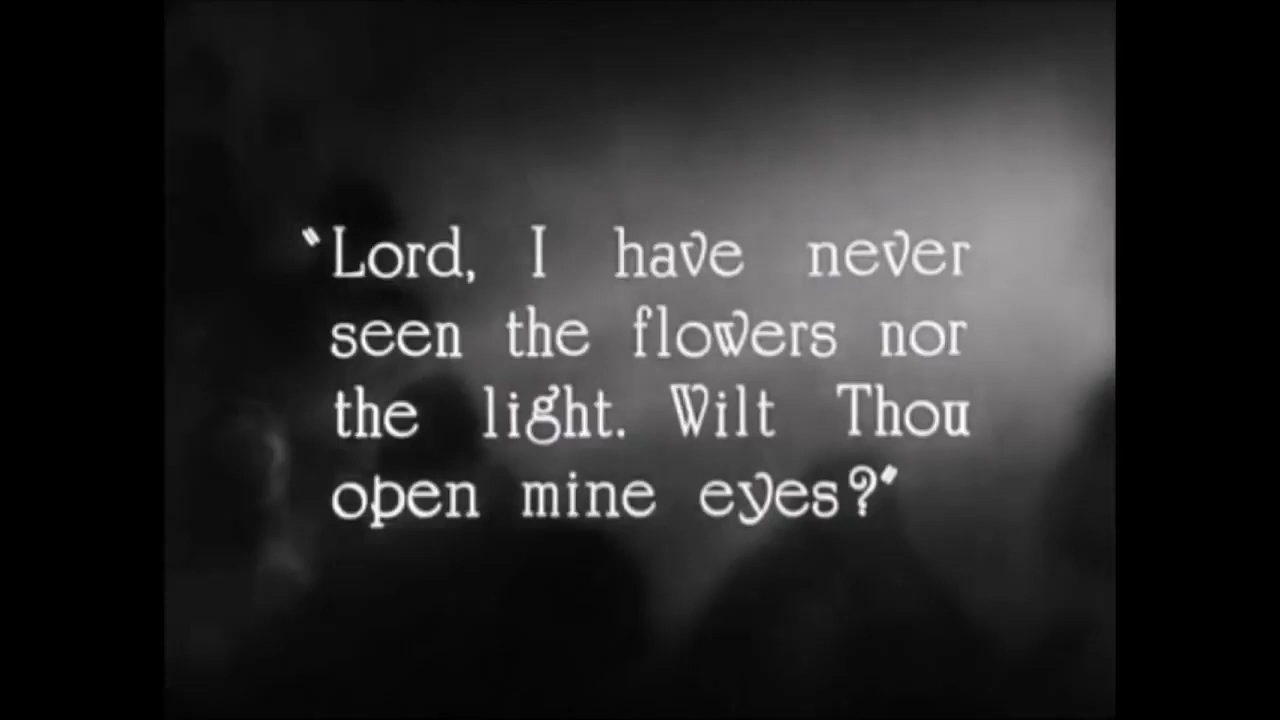 "Lord, I have never
seen the flowers nor
the light. Wilt Thou
open mine eyes?"